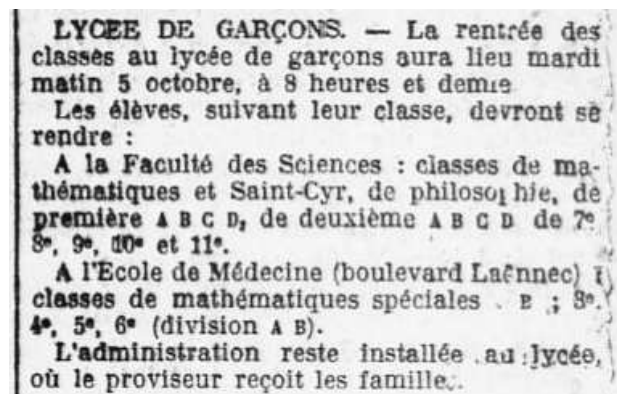 LYCEE DE GARÇONS. — La rentrée des
classes au lycée de garçons aura lieu mardi
matin 5 octobre, à 8 heures et demie
Les élèves, suivant leur classe, devront se
rendre :
A la Faculté des Sciences : classes de ma-
thématiques et Saint-Cyr, de philosophie, de
première A B C D, de deuxième A B C D de 7e
8e, 9e, 10e et 11e.
A l'Ecole de Médecine (boulevard Laënnec) :
classes de mathématiques spéciales . B ; 3e.
4e, 5e, 6e (division A B).
L'administration reste installée au lycée,
où le proviseur reçoit les famille..